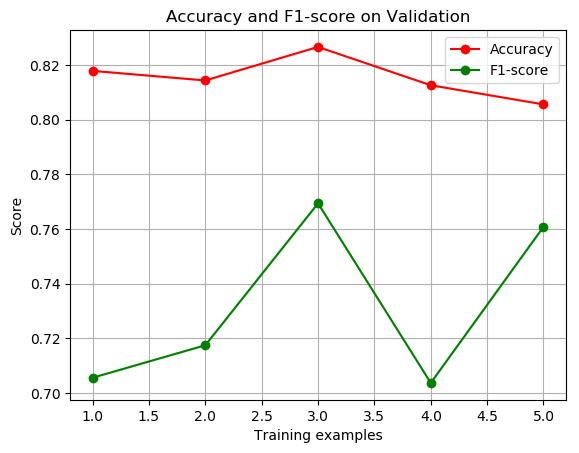 Accuracy and F1-score on Validation
Accuracy
F1-score
Score
0.82
0.80
0.78
0.76
0.74
0.72
0.70
1.0 1.5 2.0 2.5 3.0 3.5 4.0 4.5 5.0
Training examples